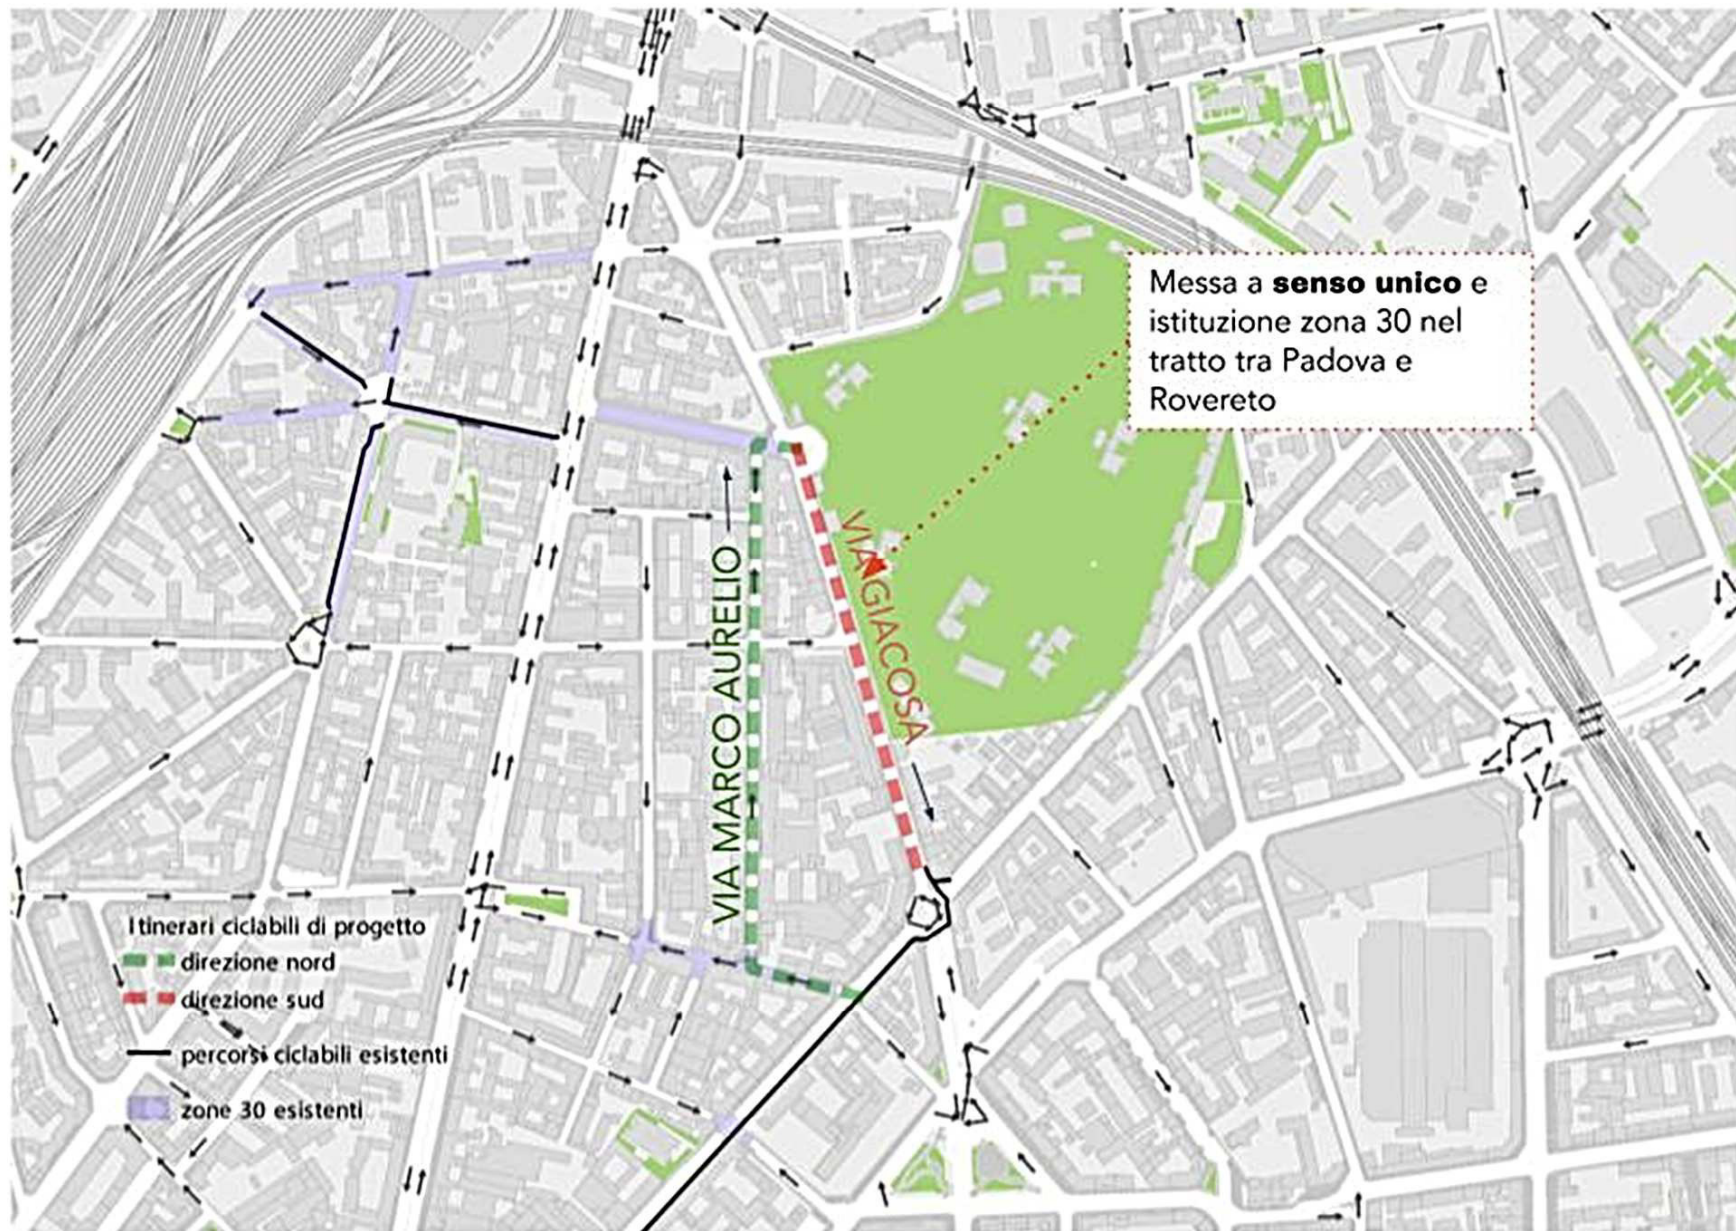 Messa a senso unico e
istituzione zona 30 nel
tratto tra Padova e
Rovereto
VIA MARCO AURELIO
VIA GIACOSA
Itinerari ciclabili di progetto
direzione nord
direzione sud
percorsi ciclabili esistenti
zone 30 esistenti